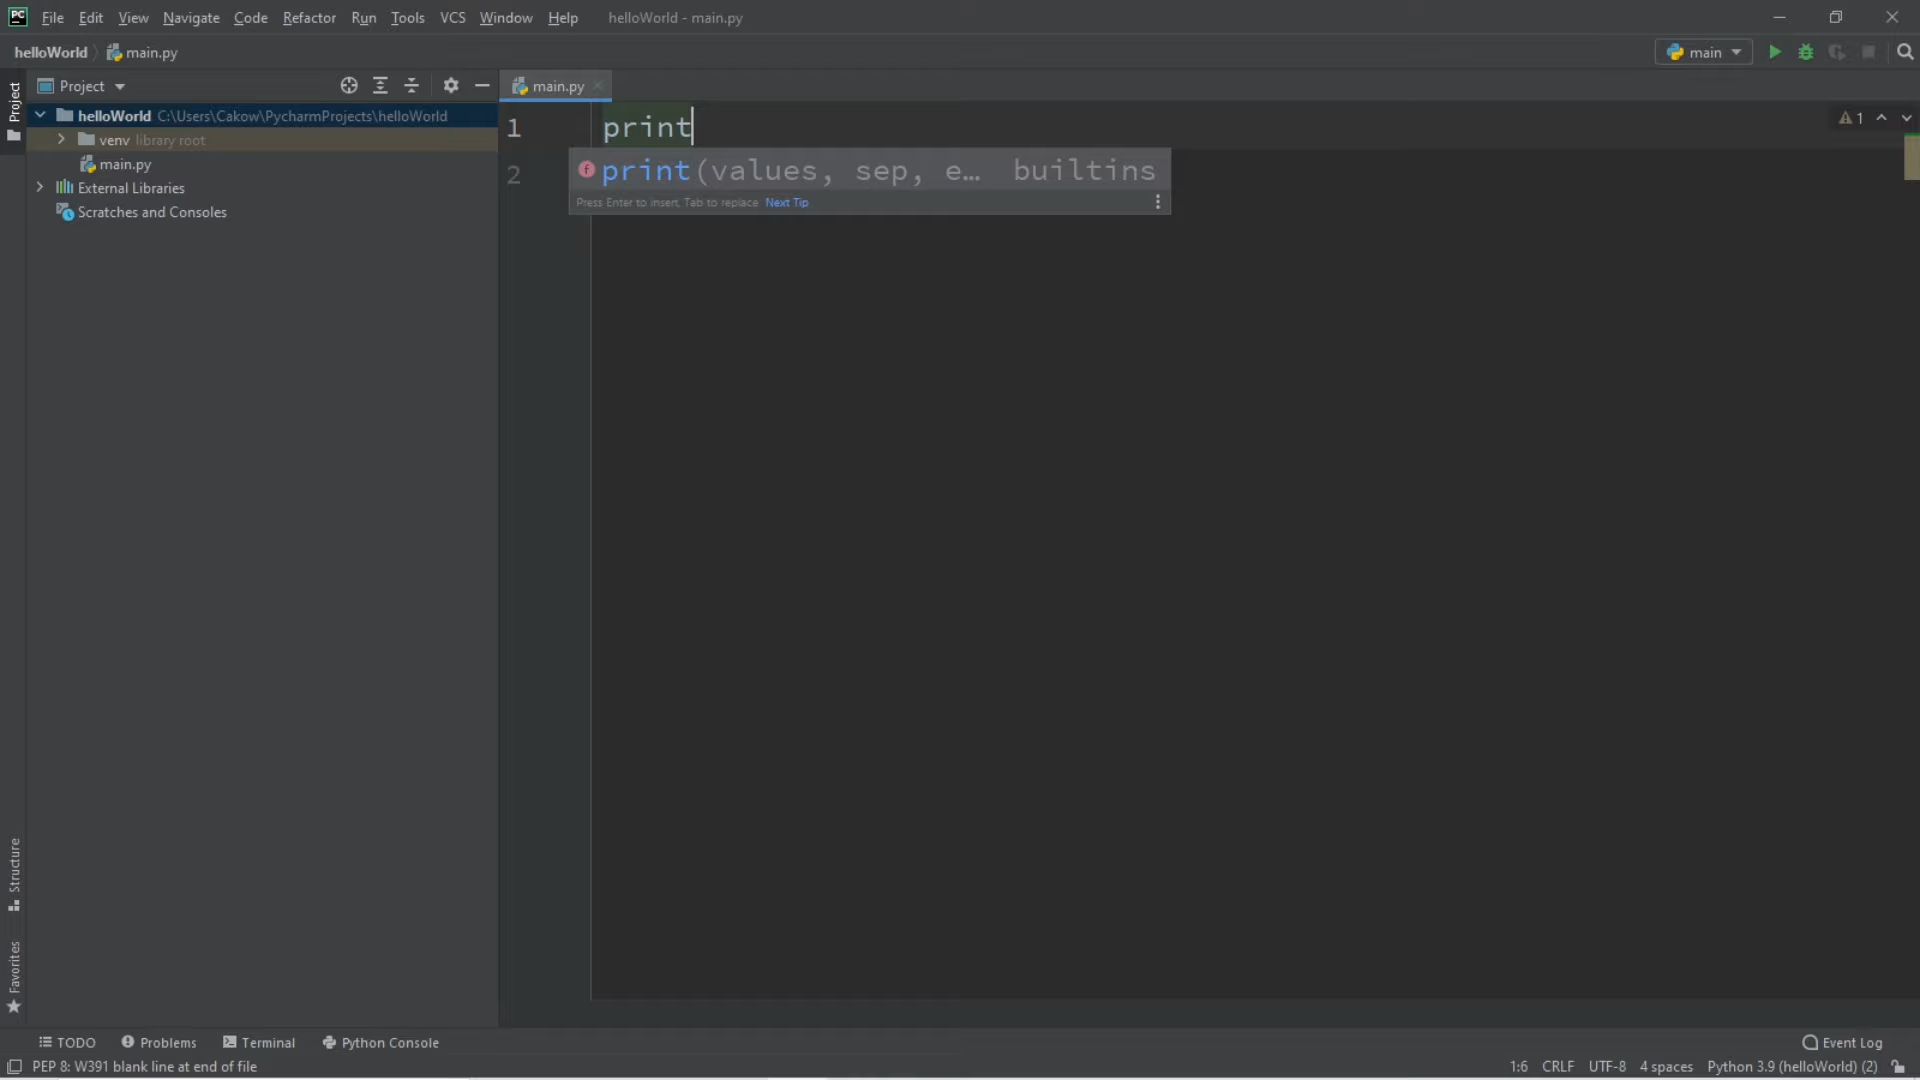 PC File Edit View Navigate Code Refactor Run Tools VCS Window Help helloWorld - main.py
helloWorld main.py main
Project main.py
Project
helloWorld C:\Users\Cakow\PycharmProjects\helloWorld
venv library root
main.py
External Libraries
Scratches and Consoles
1 print
1
2
print(values, sep, e… builtins
Press Enter to insert, Tab to replace Next Tip
Structure
Favorites
TODO Problems Terminal Python Console Event Log
PEP 8: W391 blank line at end of file 1:6 CRLF UTF-8 4 spaces Python 3.9 (helloWorld) (2)